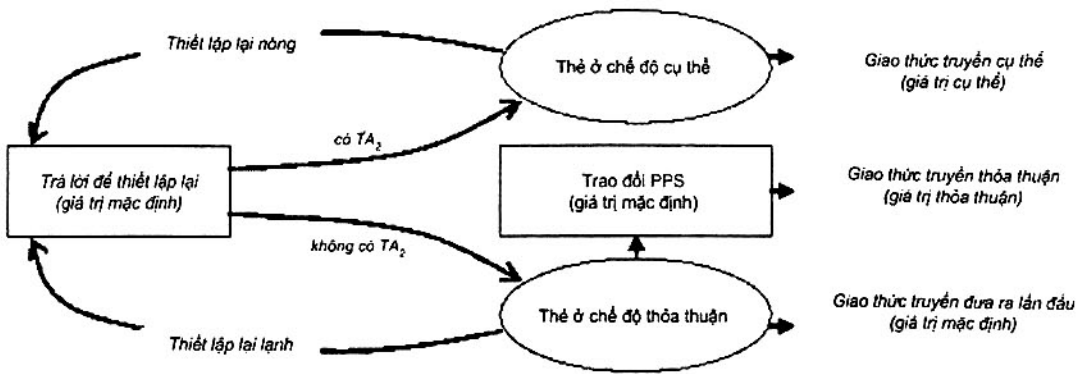 Thiết lập lại nóng
Thẻ ở chế độ cụ thể
Giao thức truyền cụ thể
(giá trị cụ thể)
có TA₂
Trả lời để thiết lập lại
(giá trị mặc định)
Trao đổi PPS
(giá trị mặc định)
Giao thức truyền thỏa thuận
(giá trị thỏa thuận)
không có TA₂
Thẻ ở chế độ thỏa thuận
Giao thức truyền đưa ra lần đầu
(giá trị mặc định)
Thiết lập lại lạnh